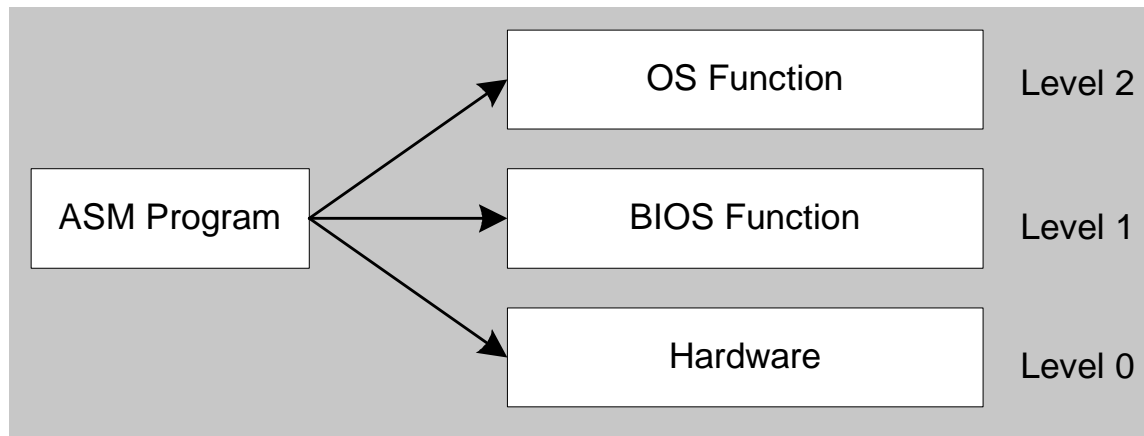 OS Function
Level 2
ASM Program
BIOS Function
Level 1
Hardware
Level 0